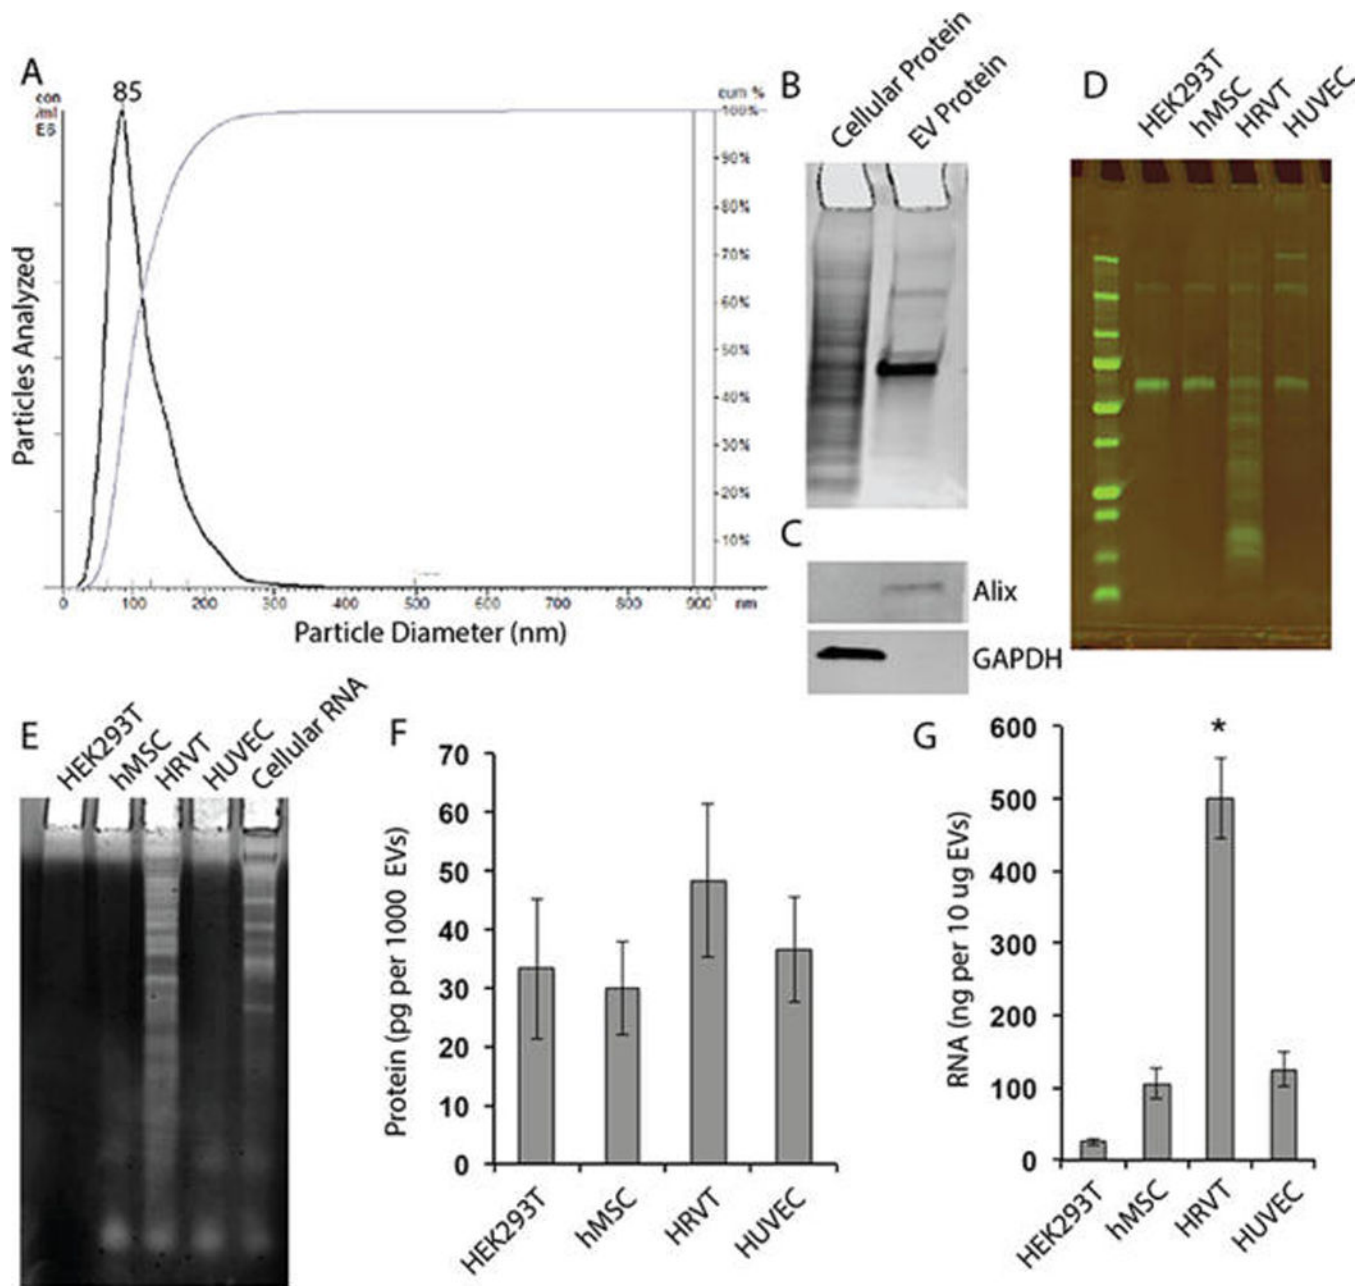 A
85
con
/ml
E6
cum %
100%
90%
80%
70%
60%
50%
40%
30%
20%
10%
Particles Analyzed
0 100 200 300 400 500 600 700 800 900 nm
Particle Diameter (nm)
B
Cellular Protein
EV Protein
C
Alix
GAPDH
D
HEK293T
hMSC
HRVT
HUVEC
E
HEK293T
hMSC
HRVT
HUVEC
Cellular RNA
F
Protein (pg per 1000 EVs)
70
60
50
40
30
20
10
0
HEK293T
hMSC
HRVT
HUVEC
G
RNA (ng per 10 ug EVs)
600
500
400
300
200
100
0
*
HEK293T
hMSC
HRVT
HUVEC